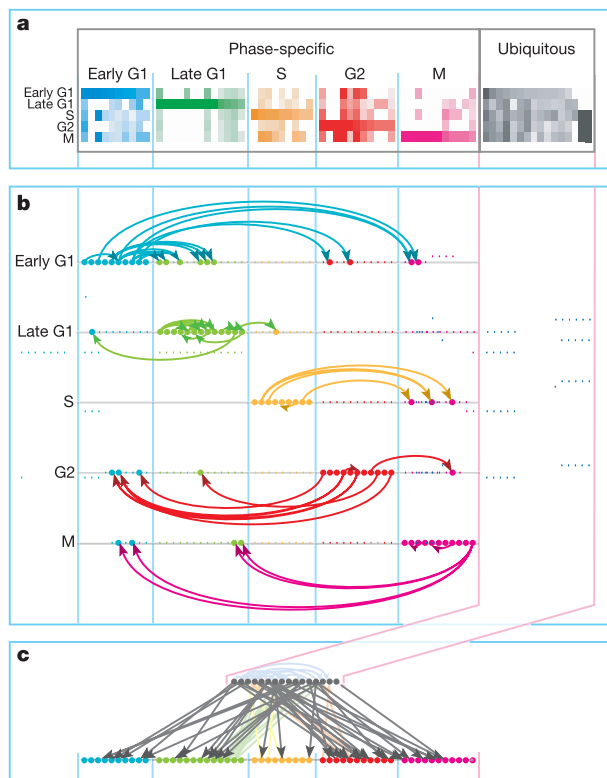 a
Phase-specific
Ubiquitous
Early G1
Late G1
S
G2
M
Early G1
Late G1
S
G2
M
b
Early G1
Late G1
S
G2
M
c